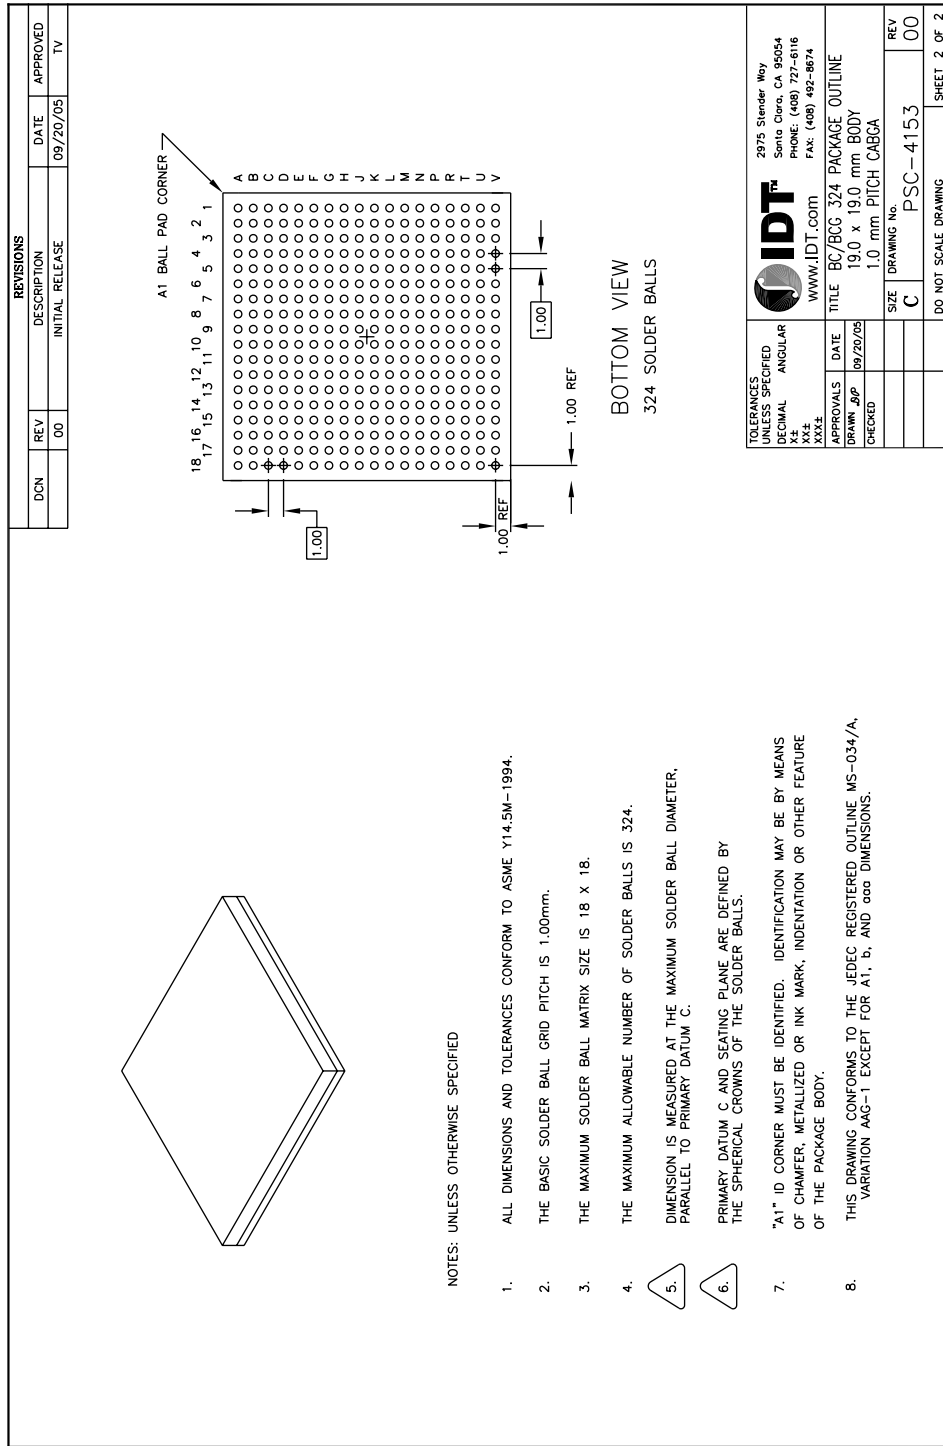 REVISIONS
DCN REV DESCRIPTION DATE APPROVED
00 INITIAL RELEASE 09/20/05 TV
A1 BALL PAD CORNER
18 16 14 12 10 8 6 4 2
17 15 13 11 9 7 5 3 1
A
B
C
D
E
F
G
H
J
K
L
M
N
P
R
T
U
V
1.00
1.00 REF
1.00 REF
1.00
BOTTOM VIEW
324 SOLDER BALLS
NOTES: UNLESS OTHERWISE SPECIFIED
1. ALL DIMENSIONS AND TOLERANCES CONFORM TO ASME Y14.5M-1994.
2. THE BASIC SOLDER BALL GRID PITCH IS 1.00mm.
3. THE MAXIMUM SOLDER BALL MATRIX SIZE IS 18 X 18.
4. THE MAXIMUM ALLOWABLE NUMBER OF SOLDER BALLS IS 324.
5. DIMENSION IS MEASURED AT THE MAXIMUM SOLDER BALL DIAMETER,
PARALLEL TO PRIMARY DATUM C.
6. PRIMARY DATUM C AND SEATING PLANE ARE DEFINED BY
THE SPHERICAL CROWNS OF THE SOLDER BALLS.
7. "A1" ID CORNER MUST BE IDENTIFIED. IDENTIFICATION MAY BE BY MEANS
OF CHAMFER, METALLIZED OR INK MARK, INDENTATION OR OTHER FEATURE
OF THE PACKAGE BODY.
8. THIS DRAWING CONFORMS TO THE JEDEC REGISTERED OUTLINE MS-034/A,
VARIATION AAG-1 EXCEPT FOR A1, b, AND aaa DIMENSIONS.
TOLERANCES
UNLESS SPECIFIED
DECIMAL ANGULAR
X±
XX±
XXX±
APPROVALS DATE
DRAWN 09/20/05
CHECKED
IDT™
www.IDT.com
2975 Stender Way
Santa Clara, CA 95054
PHONE: (408) 727-6116
FAX: (408) 492-8674
TITLE BC/BCG 324 PACKAGE OUTLINE
19.0 x 19.0 mm BODY
1.0 mm PITCH CABGA
SIZE DRAWING No. REV
C PSC-4153 00
DO NOT SCALE DRAWING SHEET 2 OF 2